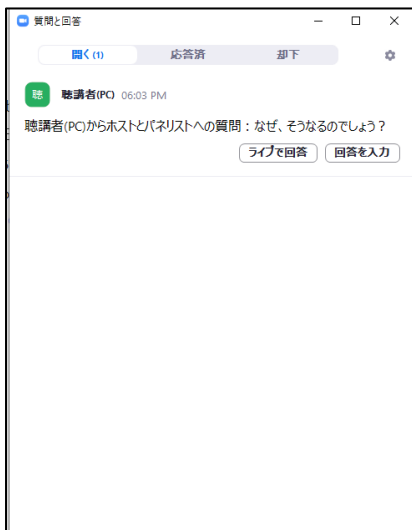 質問と回答
開く(1) 応答済 却下
聴 聴講者(PC) 06:03 PM
聴講者(PC)からホストとパネリストへの質問：なぜ、そうなるのでしょう？
ライブで回答 回答を入力